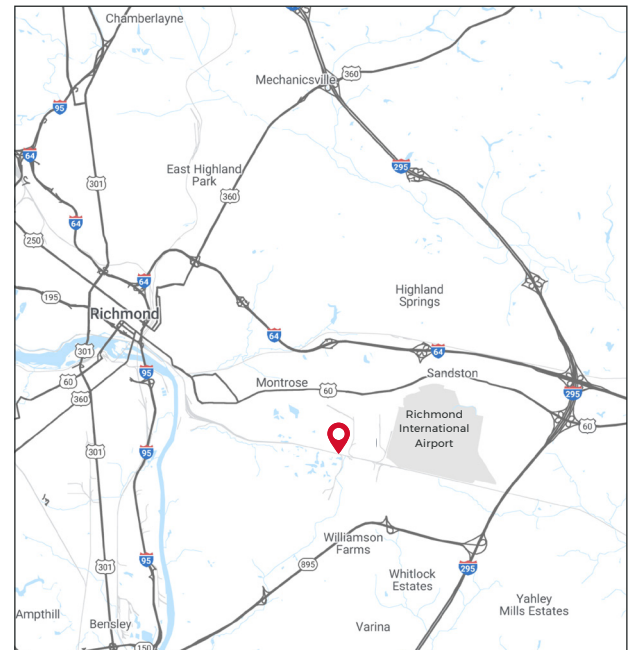 Chamberlayne
Mechanicsville
360
95
64
295
East Highland
Park
301
360
64
250
64
195
Highland
Springs
Richmond
64
64
301
95
Sandston
60
Montrose
60
295
360
Richmond
International
Airport
60
301
95
Williamson
Farms
895
95
301
295
Whitlock
Estates
Yahley
Mills Estates
Ampthill
Bensley
Varina
150